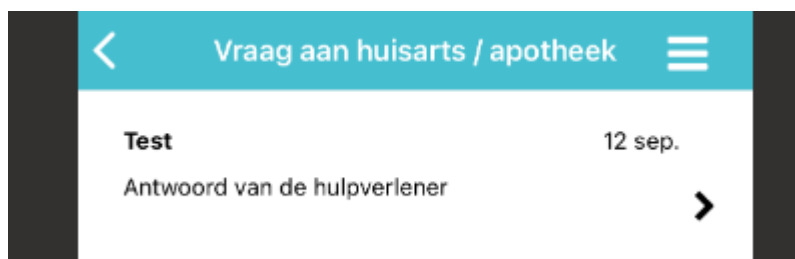 Vraag aan huisarts / apotheek
Test 12 sep.
Antwoord van de hulpverlener